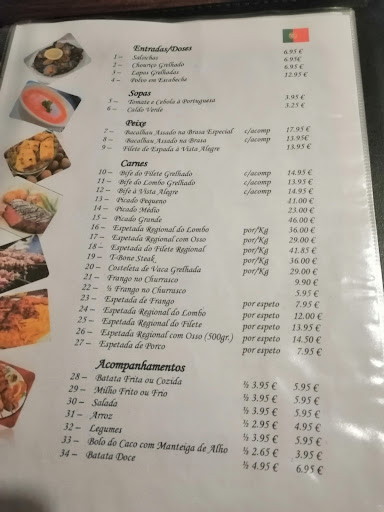 Entradas/Doses
1 – Salsichas 6.95 €
2 – Chouriço Grelhado 6.95€
3 – Lapas Grelhadas 6.95 €
4 – Polvo em Escabeche 12.95 €
Sopas
5 – Tomate e Cebola à Portuguesa 3.95 €
6 – Caldo Verde 3.25 €
Peixe
7 – Bacalhau Assado na Brasa Especial c/acomp 17.95 €
8 – Bacalhau Assado na Brasa c/acomp 13.95€
9 – Filete de Espada à Vista Alegre c/acomp 13.95 €
Carnes
10 – Bife do Filete Grelhado c/acomp 14.95 €
11 – Bife do Lombo Grelhado c/acomp 13.95 €
12 – Bife à Vista Alegre c/acomp 14.95 €
13 – Picado Pequeno 41.00 €
14 – Picado Médio 23.00 €
15 – Picado Grande 46.00 €
16 – Espetada Regional do Lombo por/Kg 36.00 €
17 – Espetada Regional com Osso por/Kg 29.00 €
18 – Espetada do Filete Regional por/Kg 41.85 €
19 – T-Bone Steak por/Kg 36.00 €
20 – Costeleta de Vaca Grelhada por/Kg 29.00 €
21 – Frango no Churrasco 9.90 €
22 – ½ Frango no Churrasco 5.95 €
23 – Espetada de Frango por espeto 7.95 €
24 – Espetada Regional do Lombo por espeto 12.00 €
25 – Espetada Regional do Filete por espeto 13.95 €
26 – Espetada Regional com Osso (500gr.) por espeto 14.50 €
27 – Espetada de Porco por espeto 7.95 €
Acompanhamentos
28 – Batata Frita ou Cozida ½ 3.95 € 5.95 €
29 – Milho Frito ou Frio ½ 3.95 € 5.95 €
30 – Salada ½ 3.95 € 5.95 €
31 – Arroz ½ 2.95 € 4.95 €
32 – Legumes ½ 3.95 € 5.95 €
33 – Bolo do Caco com Manteiga de Alho ½ 2.65 € 3.95 €
34 – Batata Doce ½ 4.95 € 6.95 €